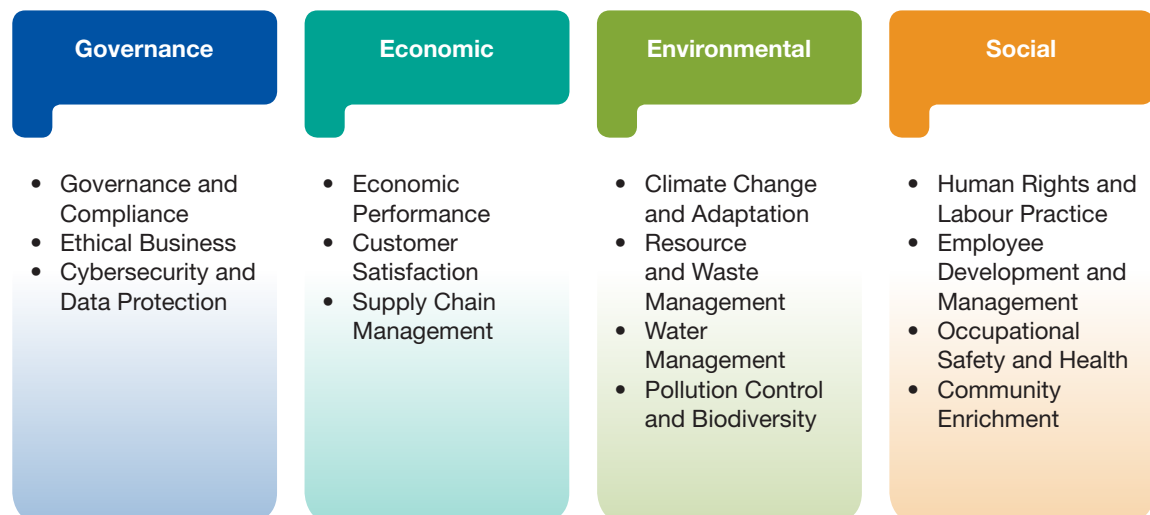 Governance
• Governance and
Compliance
• Ethical Business
• Cybersecurity and
Data Protection
Economic
• Economic
Performance
• Customer
Satisfaction
• Supply Chain
Management
Environmental
• Climate Change
and Adaptation
• Resource
and Waste
Management
• Water
Management
• Pollution Control
and Biodiversity
Social
• Human Rights and
Labour Practice
• Employee
Development and
Management
• Occupational
Safety and Health
• Community
Enrichment